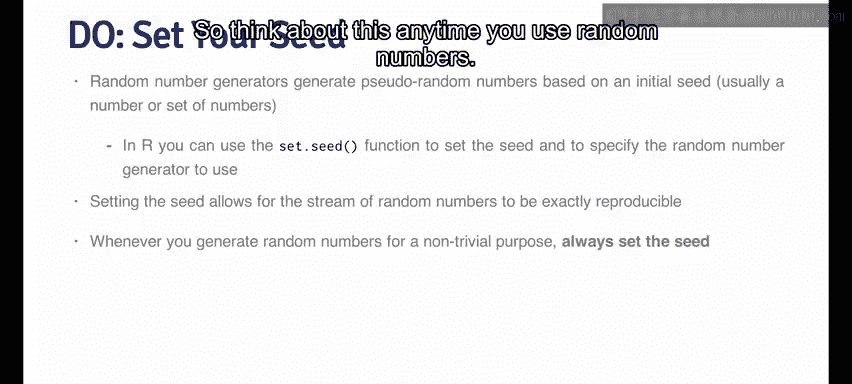 DO: Set Your Seed
So think about this anytime you use random
numbers.
· Random number generators generate pseudo-random numbers based on an initial seed (usually a
number or set of numbers)
- In R you can use the set.seed() function to set the seed and to specify the random number
generator to use
· Setting the seed allows for the stream of random numbers to be exactly reproducible
· Whenever you generate random numbers for a non-trivial purpose, always set the seed